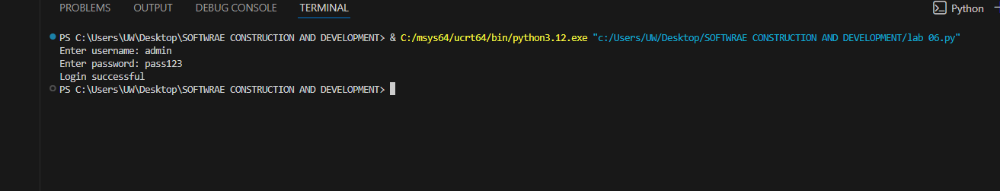 PROBLEMS OUTPUT DEBUG CONSOLE TERMINAL Python
PS C:\Users\UW\Desktop\SOFTWRAE CONSTRUCTION AND DEVELOPMENT> & C:/msys64/ucrt64/bin/python3.12.exe "c:/Users/UW/Desktop/SOFTWRAE CONSTRUCTION AND DEVELOPMENT/lab 06.py"
Enter username: admin
Enter password: pass123
Login successful
PS C:\Users\UW\Desktop\SOFTWRAE CONSTRUCTION AND DEVELOPMENT>